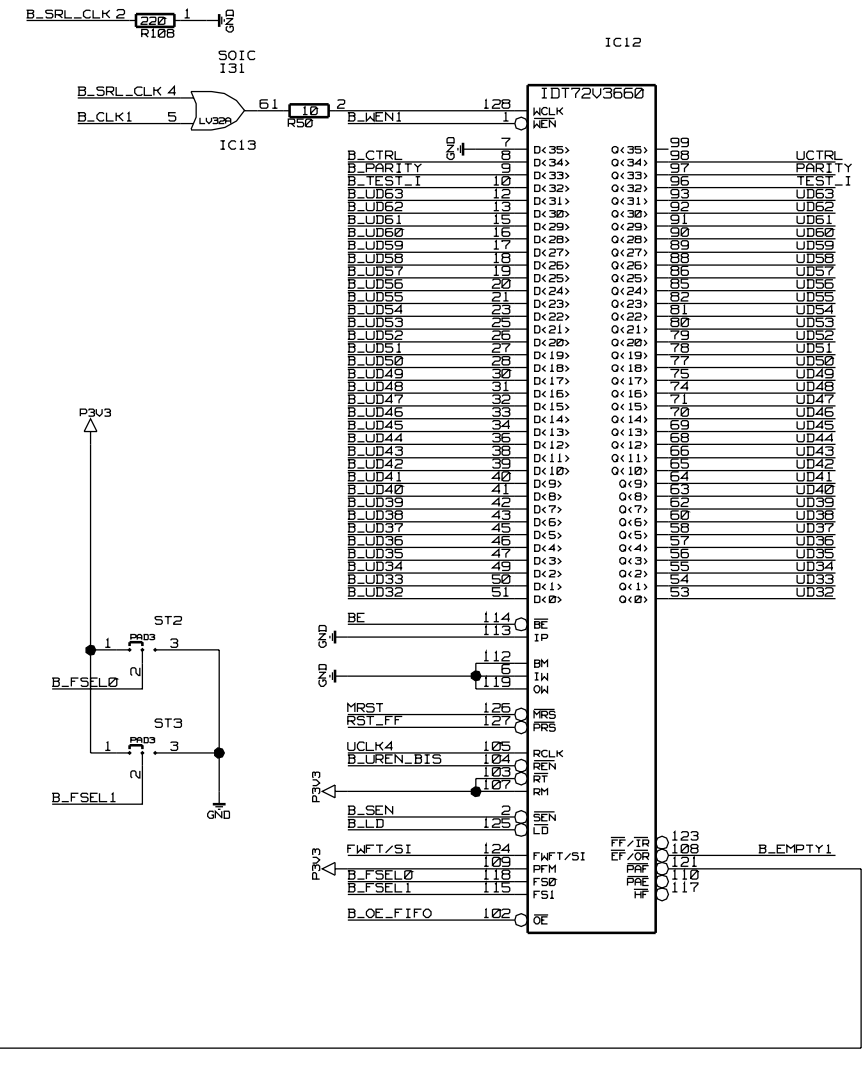 B_SRL_CLK 2 220 1 GND
R108
IC12
SOIC
I31
IDT72V3660
B_SRL_CLK 4
B_CLK1 5 LV32A 61 10 2 128 WCLK
R50
B_WEN1 1 WEN
IC13
GND 7 D<35> Q<35> 99
B_CTRL 8 D<34> Q<34> 98 UCTRL
B_PARITY 9 D<33> Q<33> 97 PARITY
B_TEST_I 10 D<32> Q<32> 96 TEST_I
B_UD63 12 D<31> Q<31> 93 UD63
B_UD62 13 D<30> Q<30> 92 UD62
B_UD61 15 D<29> Q<29> 91 UD61
B_UD60 16 D<28> Q<28> 90 UD60
B_UD59 17 D<27> Q<27> 89 UD59
B_UD58 18 D<26> Q<26> 88 UD58
B_UD57 19 D<25> Q<25> 86 UD57
B_UD56 20 D<24> Q<24> 85 UD56
B_UD55 21 D<23> Q<23> 82 UD55
B_UD54 23 D<22> Q<22> 81 UD54
B_UD53 25 D<21> Q<21> 80 UD53
B_UD52 26 D<20> Q<20> 79 UD52
B_UD51 27 D<19> Q<19> 78 UD51
B_UD50 28 D<18> Q<18> 77 UD50
B_UD49 30 D<17> Q<17> 75 UD49
B_UD48 31 D<16> Q<16> 74 UD48
B_UD47 32 D<15> Q<15> 71 UD47
B_UD46 33 D<14> Q<14> 70 UD46
B_UD45 34 D<13> Q<13> 69 UD45
B_UD44 36 D<12> Q<12> 68 UD44
B_UD43 38 D<11> Q<11> 66 UD43
B_UD42 39 D<10> Q<10> 65 UD42
B_UD41 40 D<9> Q<9> 64 UD41
B_UD40 41 D<8> Q<8> 63 UD40
B_UD39 42 D<7> Q<7> 62 UD39
B_UD38 43 D<6> Q<6> 60 UD38
B_UD37 45 D<5> Q<5> 58 UD37
B_UD36 46 D<4> Q<4> 57 UD36
B_UD35 47 D<3> Q<3> 56 UD35
B_UD34 49 D<2> Q<2> 55 UD34
B_UD33 50 D<1> Q<1> 54 UD33
B_UD32 51 D<0> Q<0> 53 UD32
P3V3
ST2
1 PAD3 3
2
B_FSEL0
ST3
1 PAD3 3
2
B_FSEL1
GND
BE 114 BE
GND 113 IP
112 BM
GND 6 IW
119 OW
MRST 126 MRS
RST_FF 127 PRS
UCLK4 105 RCLK
B_UREN_BIS 104 REN
103 RT
P3V3 107 RM
B_SEN 2 SEN
B_LD 125 LD
FF/IR 123
FWFT/SI 124 FWFT/SI EF/OR 108 B_EMPTY1
P3V3 109 PFM PAF 121
B_FSEL0 118 FS0 PAE 110
B_FSEL1 115 FS1 HF 117
B_OE_FIFO 102 OE